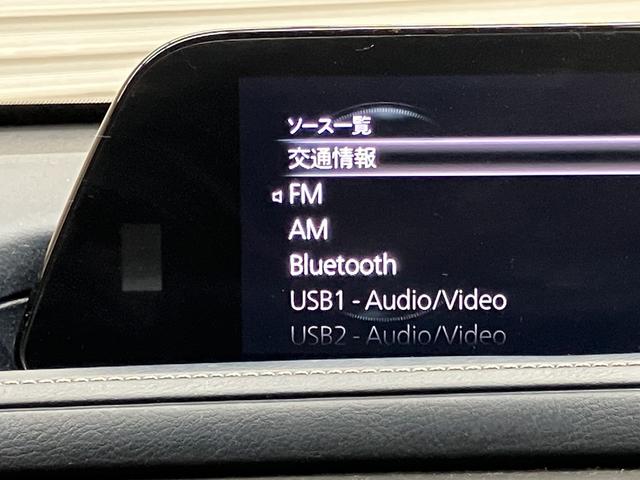 ソース一覧
交通情報
FM
AM
Bluetooth
USB1 - Audio/Video
USB2 - Audio/Video